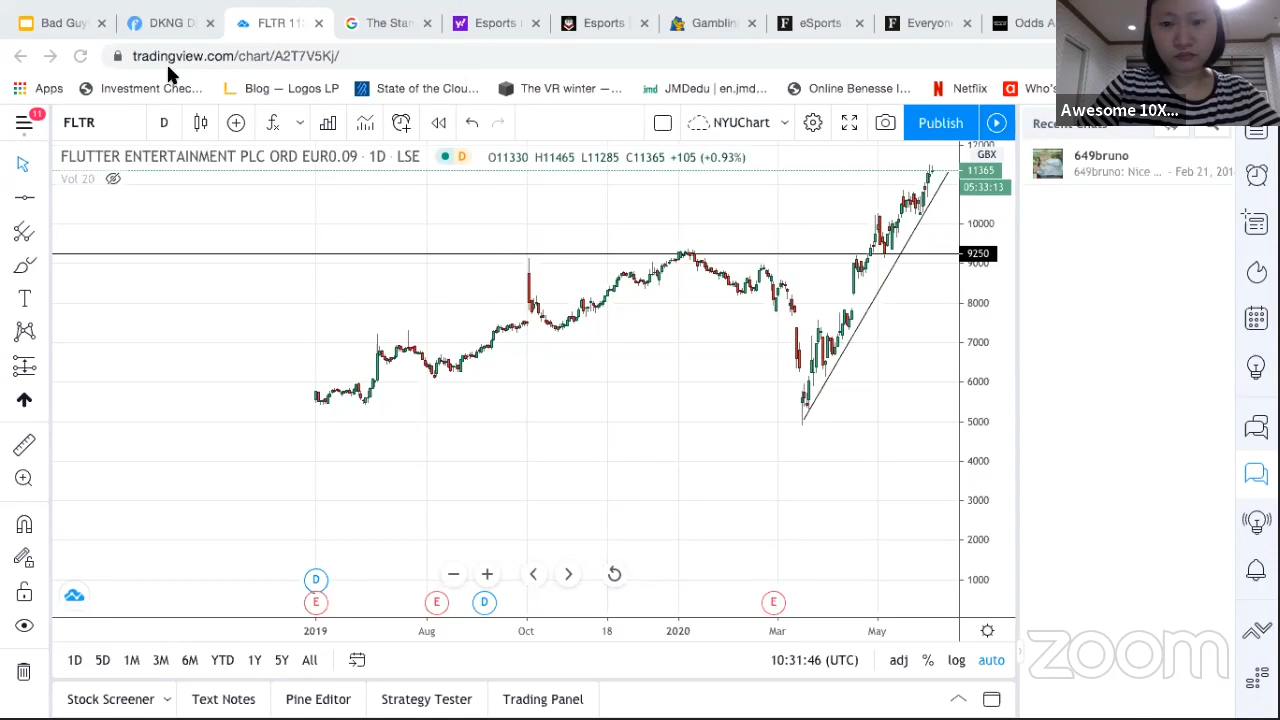 Bad Guy
DKNG D
FLTR 11
The Star
Esports
Esports
Gamblin
eSports
Everyone
Odds A
tradingview.com/chart/A2T7V5Kj/
Apps
Investment Chec...
Blog — Logos LP
State of the Clou...
The VR winter — ...
JMDedu | en.jmd...
Online Benesse I...
Netflix
Who's
Awesome 10X...
11
FLTR
D
NYUChart
Publish
Recent Chats
FLUTTER ENTERTAINMENT PLC ORD EUR0.09 · 1D · LSE
D
O11330 H11465 L11285 C11365 +105 (+0.93%)
Vol 20
12000
GBX
11365
05:33:13
10000
9250
9000
8000
7000
6000
5000
4000
3000
2000
1000
649bruno
649bruno: Nice ... - Feb 21, 201
D
E
E
D
E
2019
Aug
Oct
18
2020
Mar
May
1D
5D
1M
3M
6M
YTD
1Y
5Y
All
10:31:46 (UTC)
adj
%
log
auto
Stock Screener
Text Notes
Pine Editor
Strategy Tester
Trading Panel
zoom